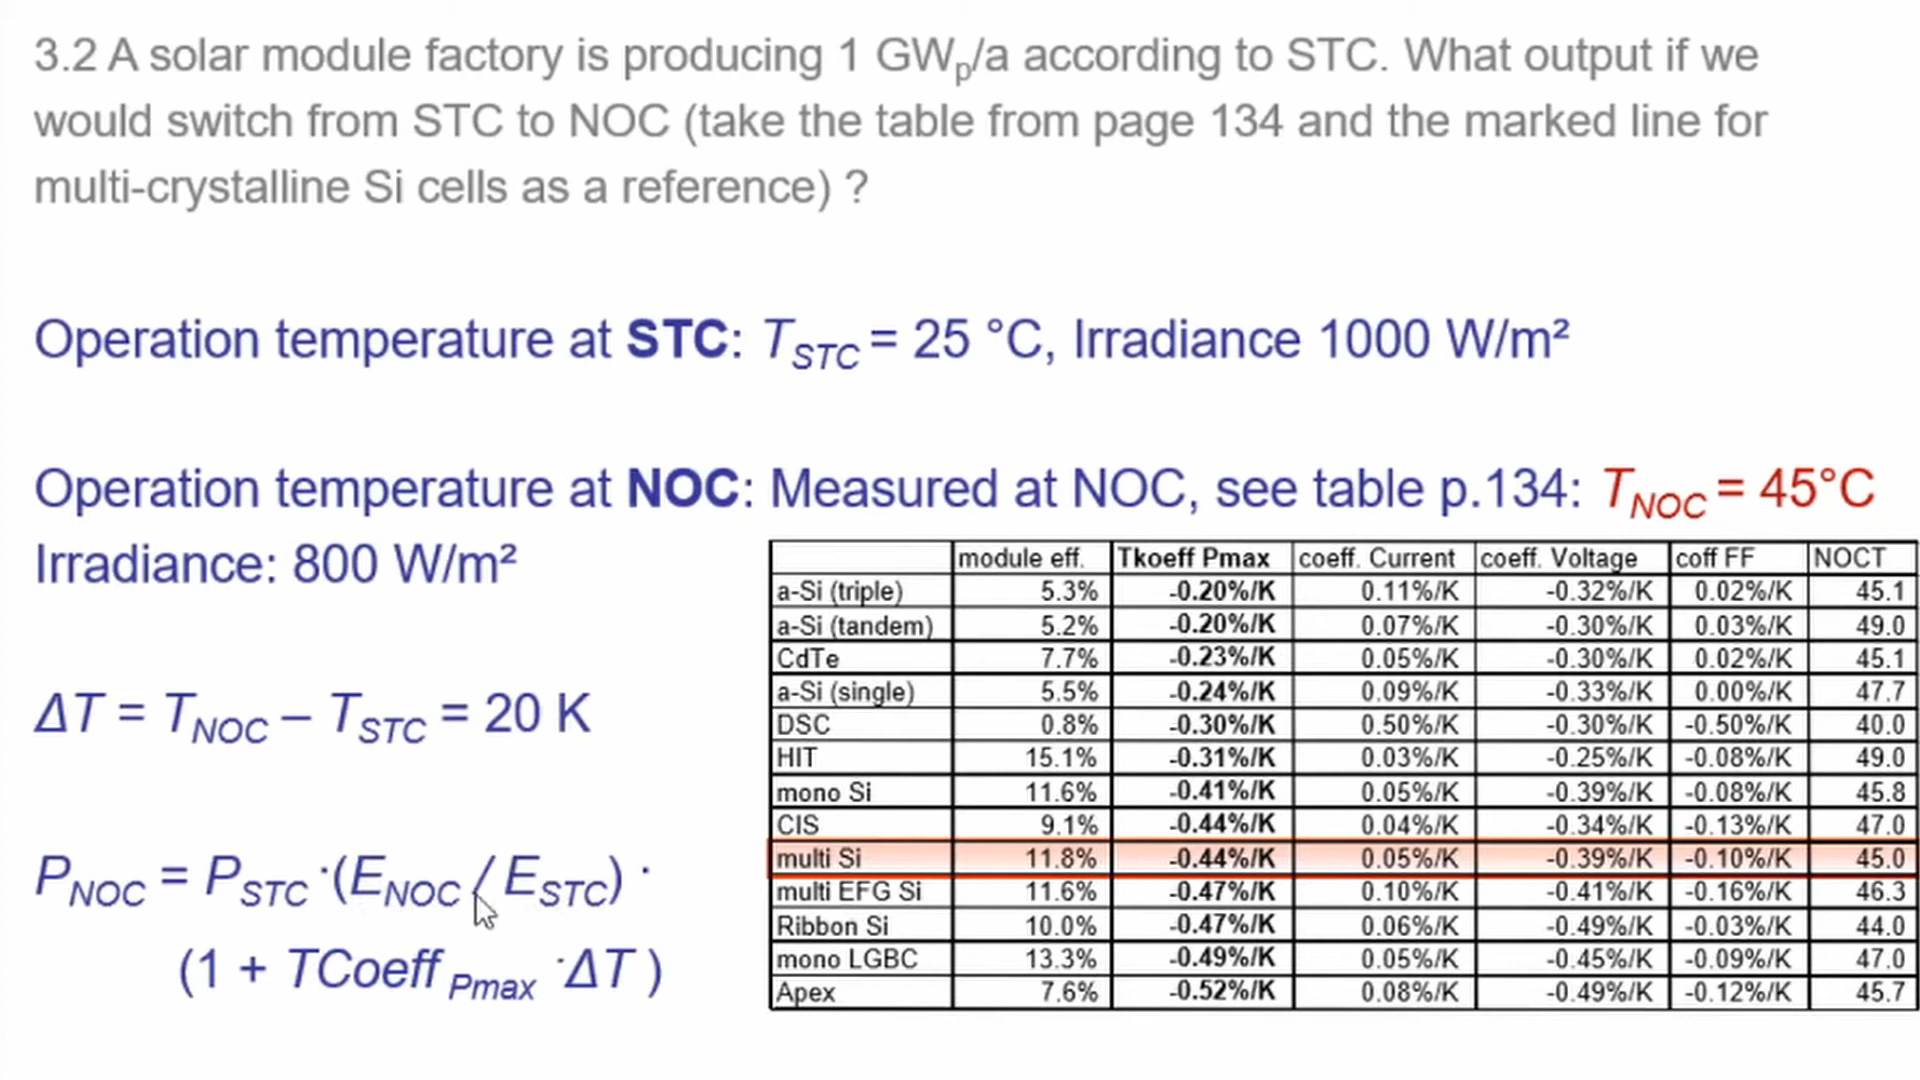 3.2 A solar module factory is producing 1 GWp/a according to STC. What output if we
would switch from STC to NOC (take the table from page 134 and the marked line for
multi-crystalline Si cells as a reference) ?
Operation temperature at STC: TSTC = 25 °C, Irradiance 1000 W/m²
Operation temperature at NOC: Measured at NOC, see table p.134: TNOC = 45°C
Irradiance: 800 W/m²
ΔT = TNOC – TSTC = 20 K
PNOC = PSTC ·(ENOC / ESTC) ·
(1 + TCoeff Pmax ·ΔT )
module eff. Tkoeff Pmax coeff. Current coeff. Voltage coff FF NOCT
a-Si (triple) 5.3% -0.20%/K 0.11%/K -0.32%/K 0.02%/K 45.1
a-Si (tandem) 5.2% -0.20%/K 0.07%/K -0.30%/K 0.03%/K 49.0
CdTe 7.7% -0.23%/K 0.05%/K -0.30%/K 0.02%/K 45.1
a-Si (single) 5.5% -0.24%/K 0.09%/K -0.33%/K 0.00%/K 47.7
DSC 0.8% -0.30%/K 0.50%/K -0.30%/K -0.50%/K 40.0
HIT 15.1% -0.31%/K 0.03%/K -0.25%/K -0.08%/K 49.0
mono Si 11.6% -0.41%/K 0.05%/K -0.39%/K -0.08%/K 45.8
CIS 9.1% -0.44%/K 0.04%/K -0.34%/K -0.13%/K 47.0
multi Si 11.8% -0.44%/K 0.05%/K -0.39%/K -0.10%/K 45.0
multi EFG Si 11.6% -0.47%/K 0.10%/K -0.41%/K -0.16%/K 46.3
Ribbon Si 10.0% -0.47%/K 0.06%/K -0.49%/K -0.03%/K 44.0
mono LGBC 13.3% -0.49%/K 0.05%/K -0.45%/K -0.09%/K 47.0
Apex 7.6% -0.52%/K 0.08%/K -0.49%/K -0.12%/K 45.7